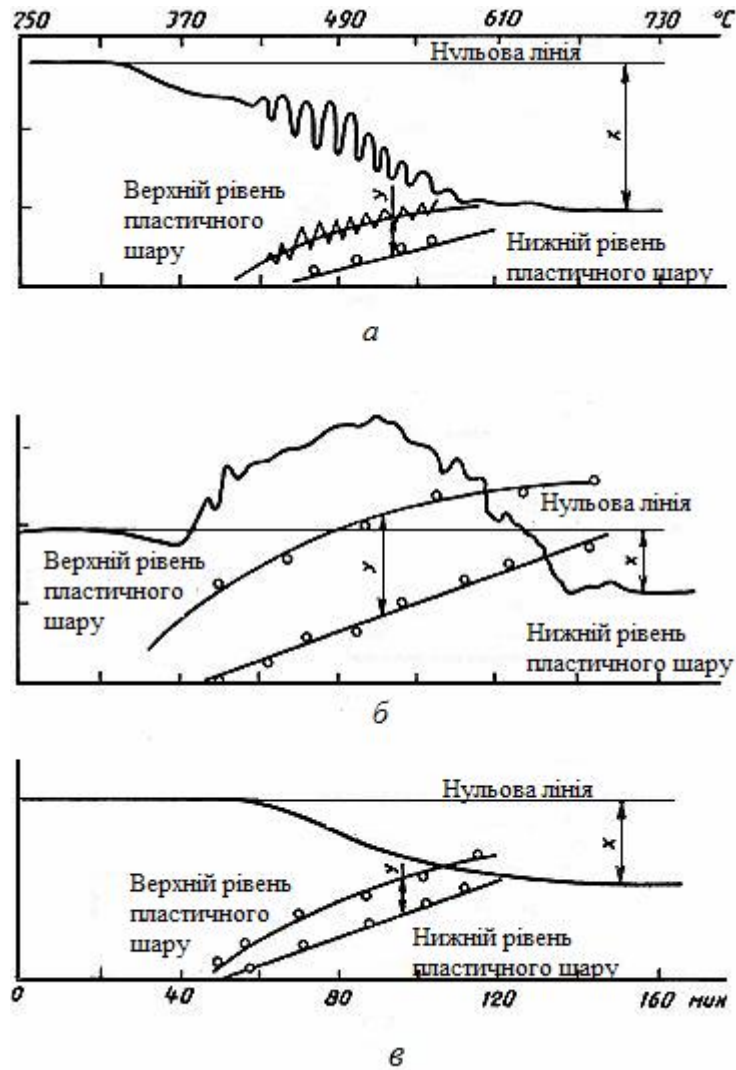 250 370 490 610 730 °C
Нульова лінія
x
Верхній рівень
пластичного
шару
y
Нижній рівень
пластичного шару
а
Нульова лінія
Верхній рівень
пластичного
шару
y
x
Нижній рівень
пластичного шару
б
Нульова лінія
x
Верхній рівень
пластичного
шару
y
Нижній рівень
пластичного шару
0 40 80 120 160 мин
в